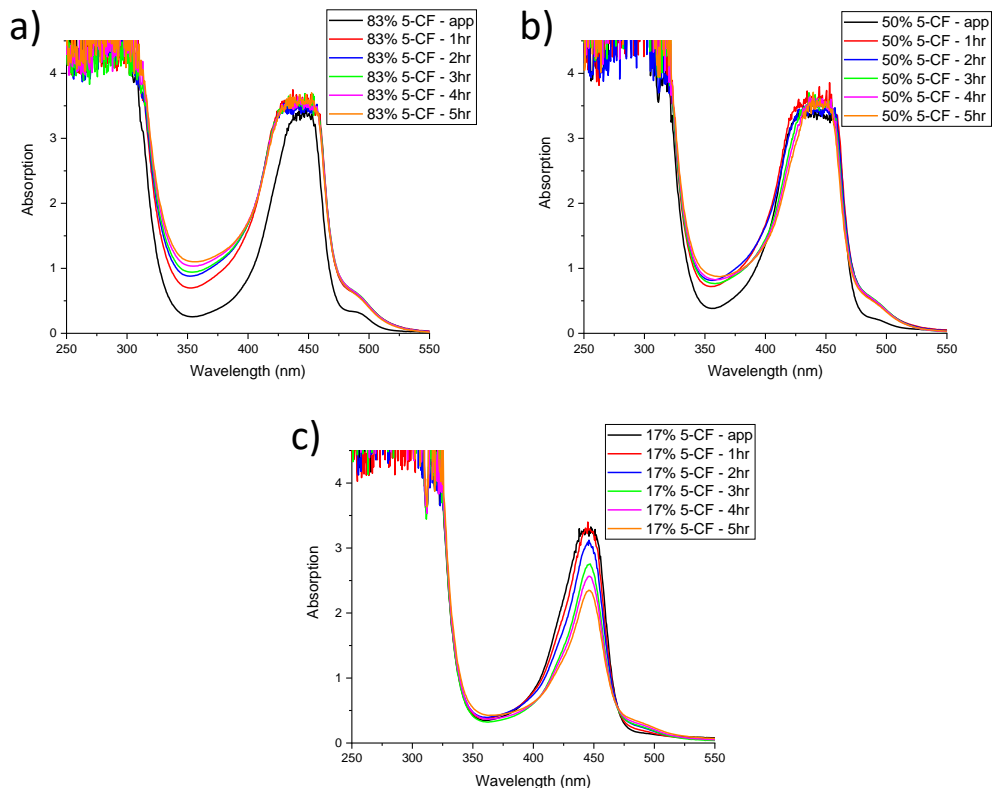 a)
83% 5-CF - app
83% 5-CF - 1hr
83% 5-CF - 2hr
83% 5-CF - 3hr
83% 5-CF - 4hr
83% 5-CF - 5hr
Absorption
4
3
2
1
0
250 300 350 400 450 500 550
Wavelength (nm)
b)
50% 5-CF - app
50% 5-CF - 1hr
50% 5-CF - 2hr
50% 5-CF - 3hr
50% 5-CF - 4hr
50% 5-CF - 5hr
Absorption
4
3
2
1
0
250 300 350 400 450 500 550
Wavelength (nm)
c)
17% 5-CF - app
17% 5-CF - 1hr
17% 5-CF - 2hr
17% 5-CF - 3hr
17% 5-CF - 4hr
17% 5-CF - 5hr
Absorption
4
3
2
1
0
250 300 350 400 450 500 550
Wavelength (nm)